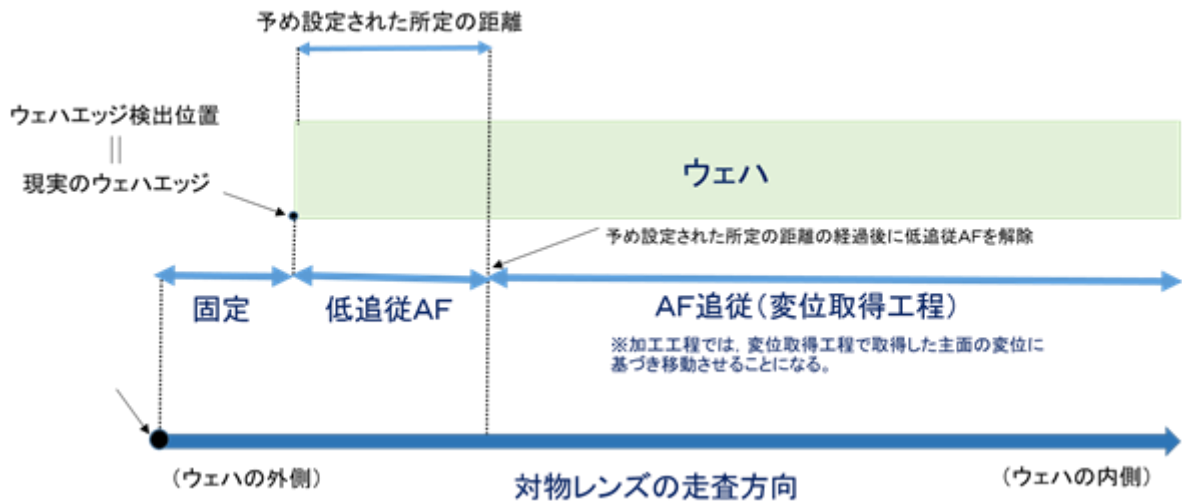 予め設定された所定の距離
ウェハエッジ検出位置
||
現実のウェハエッジ
ウェハ
予め設定された所定の距離の経過後に低追従AFを解除
固定
低追従AF
AF追従(変位取得工程)
※加工工程では,変位取得工程で取得した主面の変位に
基づき移動させることになる。
(ウェハの外側)
対物レンズの走査方向
(ウェハの内側)